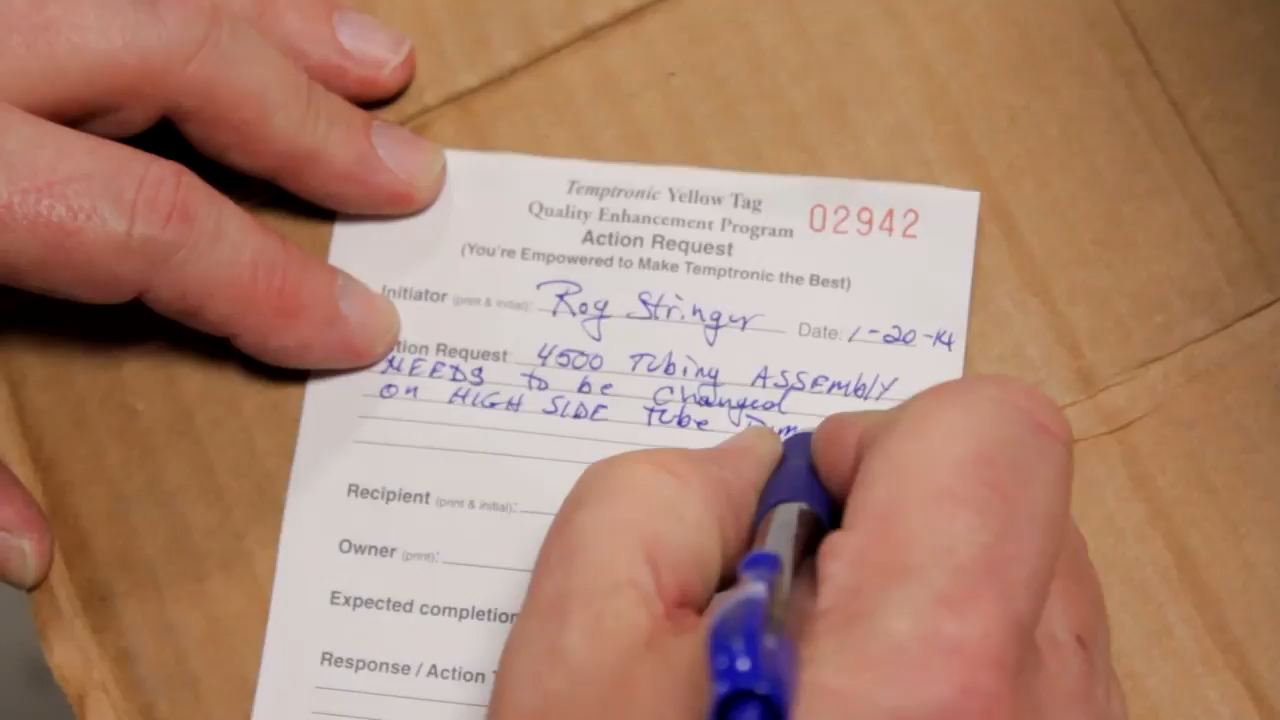 Temptronic Yellow Tag
Quality Enhancement Program 02942
Action Request
(You're Empowered to Make Temptronic the Best)
Initiator (print & initial): Roy Stringer Date: 1-20-14
tion Request 4500 Tubing ASSEMBLY
NEEDS to be Changed
on HIGH SIDE tube
Recipient (print & initial):
Owner (print):
Expected completion
Response / Action